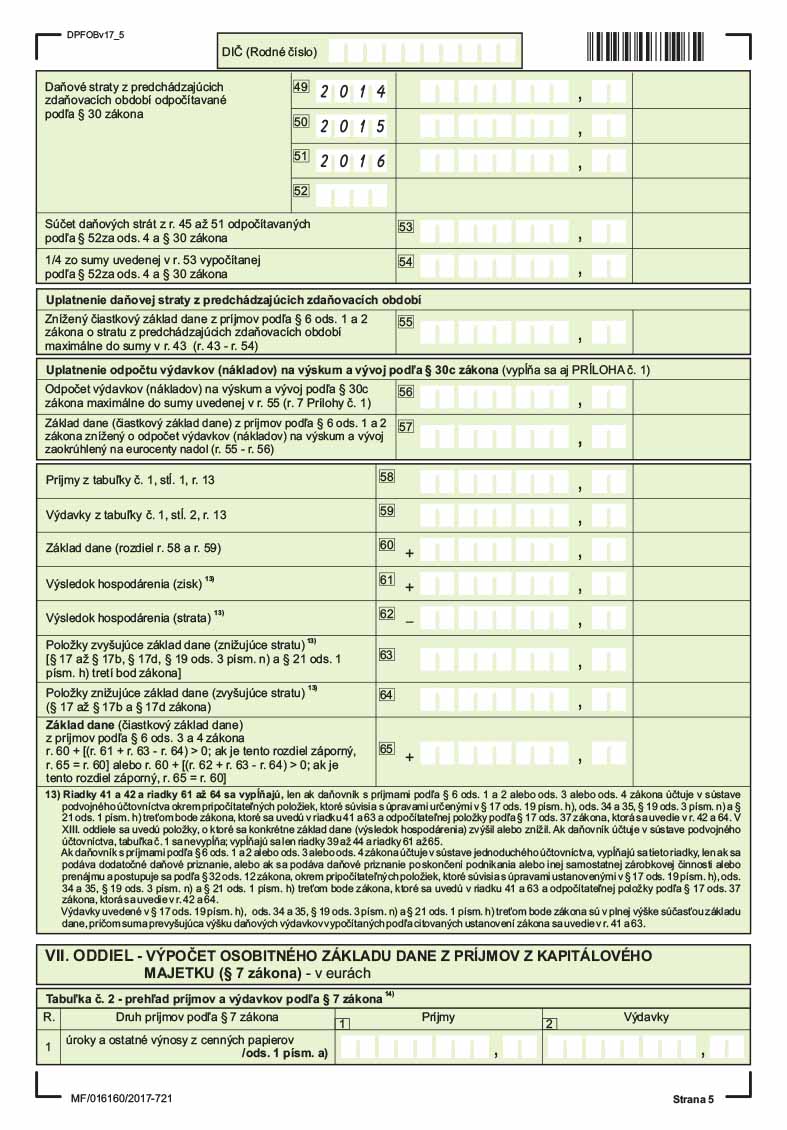 DPFOBv17_5
DIČ (Rodné číslo)
Daňové straty z predchádzajúcich
zdaňovacích období odpočítavané
podľa § 30 zákona
49 2014 ,
50 2015 ,
51 2016 ,
52
Súčet daňových strát z r. 45 až 51 odpočítavaných
podľa § 52za ods. 4 a § 30 zákona
53 ,
1/4 zo sumy uvedenej v r. 53 vypočítanej
podľa § 52za ods. 4 a § 30 zákona
54 ,
Uplatnenie daňovej straty z predchádzajúcich zdaňovacích období
Znížený čiastkový základ dane z príjmov podľa § 6 ods. 1 a 2
zákona o stratu z predchádzajúcich zdaňovacích období
maximálne do sumy v r. 43 (r. 43 - r. 54)
55 ,
Uplatnenie odpočtu výdavkov (nákladov) na výskum a vývoj podľa § 30c zákona (vypĺňa sa aj PRÍLOHA č. 1)
Odpočet výdavkov (nákladov) na výskum a vývoj podľa § 30c
zákona maximálne do sumy uvedenej v r. 55 (r. 7 Prílohy č. 1)
56 ,
Základ dane (čiastkový základ dane) z príjmov podľa § 6 ods. 1 a 2
zákona znížený o odpočet výdavkov (nákladov) na výskum a vývoj
zaokrúhlený na eurocenty nadol (r. 55 - r. 56)
57 ,
Príjmy z tabuľky č. 1, stĺ. 1, r. 13
58 ,
Výdavky z tabuľky č. 1, stĺ. 2, r. 13
59 ,
Základ dane (rozdiel r. 58 a r. 59)
60 + ,
Výsledok hospodárenia (zisk) 13)
61 + ,
Výsledok hospodárenia (strata) 13)
62 – ,
Položky zvyšujúce základ dane (znižujúce stratu) 13)
[§ 17 až § 17b, § 17d, § 19 ods. 3 písm. n) a § 21 ods. 1
písm. h) tretí bod zákona]
63 ,
Položky znižujúce základ dane (zvyšujúce stratu) 13)
(§ 17 až § 17b a § 17d zákona)
64 ,
Základ dane (čiastkový základ dane)
z príjmov podľa § 6 ods. 3 a 4 zákona
r. 60 + [(r. 61 + r. 63 - r. 64) > 0; ak je tento rozdiel záporný,
r. 65 = r. 60] alebo r. 60 + [(r. 62 + r. 63 - r. 64) > 0; ak je
tento rozdiel záporný, r. 65 = r. 60]
65 + ,
13) Riadky 41 a 42 a riadky 61 až 64 sa vypĺňajú, len ak daňovník s príjmami podľa § 6 ods. 1 a 2 alebo ods. 3 alebo ods. 4 zákona účtuje v sústave
podvojného účtovníctva okrem pripočítateľných položiek, ktoré súvisia s úpravami určenými v § 17 ods. 19 písm. h), ods. 34 a 35, § 19 ods. 3 písm. n) a §
21 ods. 1 písm. h) treťom bode zákona, ktoré sa uvedú v riadku 41 a 63 a odpočítateľnej položky podľa § 17 ods. 37 zákona, ktorá sa uvedie v r. 42 a 64. V
XIII. oddiele sa uvedú položky, o ktoré sa konkrétne základ dane (výsledok hospodárenia) zvýšil alebo znížil. Ak daňovník účtuje v sústave podvojného
účtovníctva, tabuľka č. 1 sa nevypĺňa; vypĺňajú sa len riadky 39 až 44 a riadky 61 až 65.
Ak daňovník s príjmami podľa § 6 ods. 1 a 2 alebo ods. 3 alebo ods. 4 zákona účtuje v sústave jednoduchého účtovníctva, vypĺňajú sa tieto riadky, len ak sa
podáva dodatočné daňové priznanie, alebo ak sa podáva daňové priznanie po skončení podnikania alebo inej samostatnej zárobkovej činnosti alebo
prenájmu a postupuje sa podľa § 32 ods. 12 zákona, okrem pripočítateľných položiek, ktoré súvisia s úpravami ustanovenými v § 17 ods. 19 písm. h), ods.
34 a 35, § 19 ods. 3 písm. n) a § 21 ods. 1 písm. h) treťom bode zákona, ktoré sa uvedú v riadku 41 a 63 a odpočítateľnej položky podľa § 17 ods. 37
zákona, ktorá sa uvedie v r. 42 a 64.
Výdavky uvedené v § 17 ods. 19 písm. h), ods. 34 a 35, § 19 ods. 3 písm. n) a § 21 ods. 1 písm. h) treťom bode zákona sú v plnej výške súčasťou základu
dane, pričom suma prevyšujúca výšku daňových výdavkov vypočítaných podľa citovaných ustanovení zákona sa uvedie v r. 41 a 63.
VII. ODDIEL - VÝPOČET OSOBITNÉHO ZÁKLADU DANE Z PRÍJMOV Z KAPITÁLOVÉHO
MAJETKU (§ 7 zákona) - v eurách
Tabuľka č. 2 - prehľad príjmov a výdavkov podľa § 7 zákona 14)
R. Druh príjmov podľa § 7 zákona 1 Príjmy 2 Výdavky
1 úroky a ostatné výnosy z cenných papierov
/ods. 1 písm. a) , ,
MF/016160/2017-721
Strana 5